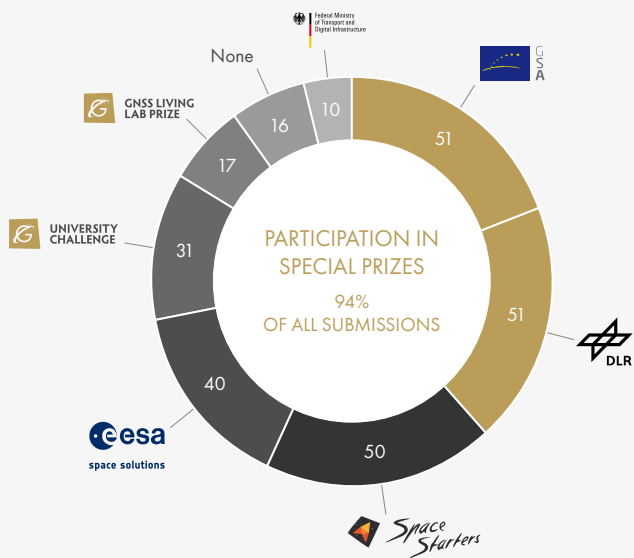 Federal Ministry
of Transport and
Digital Infrastructure
None
GSA
GNSS LIVING
LAB PRIZE
10
16
51
17
UNIVERSITY
CHALLENGE
31
PARTICIPATION IN
SPECIAL PRIZES
94%
OF ALL SUBMISSIONS
51
DLR
40
esa
space solutions
50
Space
Starters